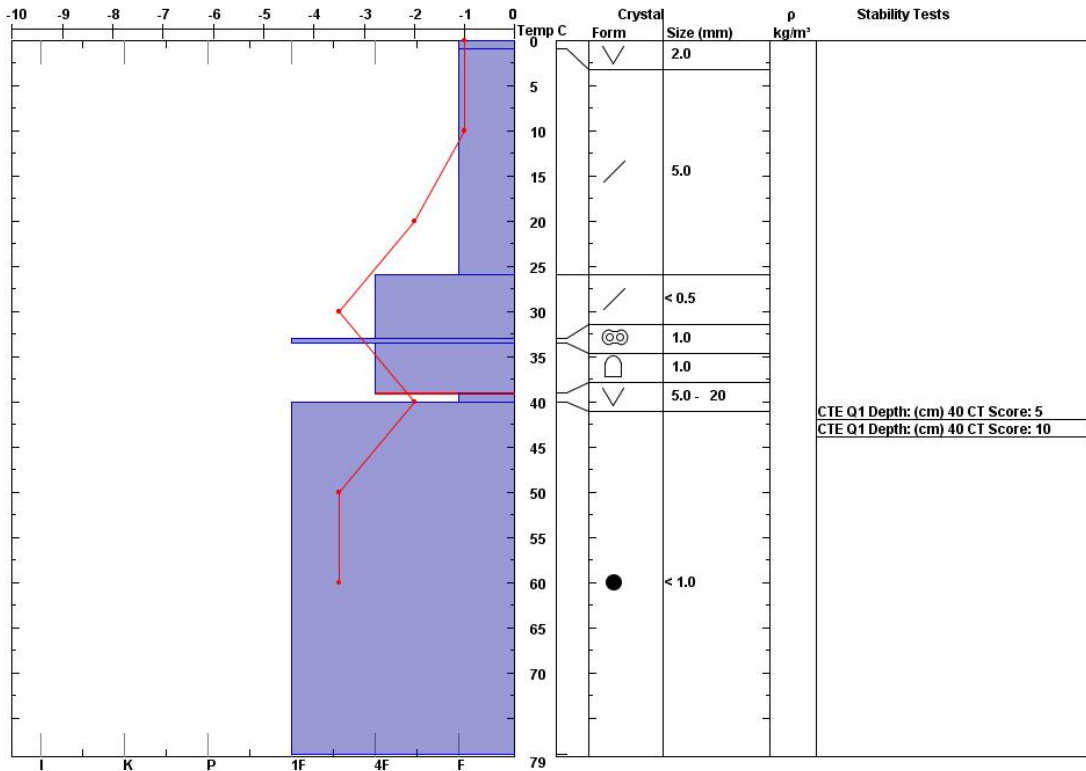 -10 -9 -8 -7 -6 -5 -4 -3 -2 -1 0
Temp C
Crystal
Form Size (mm)
ρ
kg/m³
Stability Tests
0
2.0
5
10
15
5.0
20
25
30
< 0.5
1.0
35
1.0
5.0 - 20
40
CTE Q1 Depth: (cm) 40 CT Score: 5
CTE Q1 Depth: (cm) 40 CT Score: 10
45
50
55
60
< 1.0
65
70
79
I K P 1F 4F F